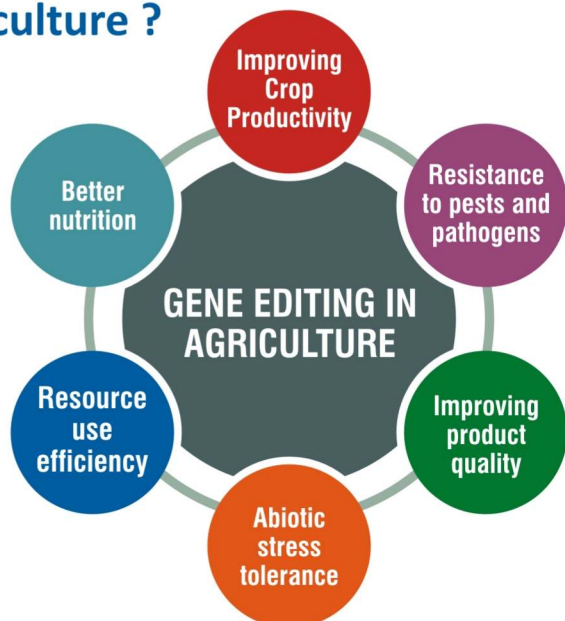 culture ?
Improving
Crop
Productivity
Resistance
to pests and
pathogens
Improving
product
quality
Abiotic
stress
tolerance
Resource
use
efficiency
Better
nutrition
GENE EDITING IN
AGRICULTURE